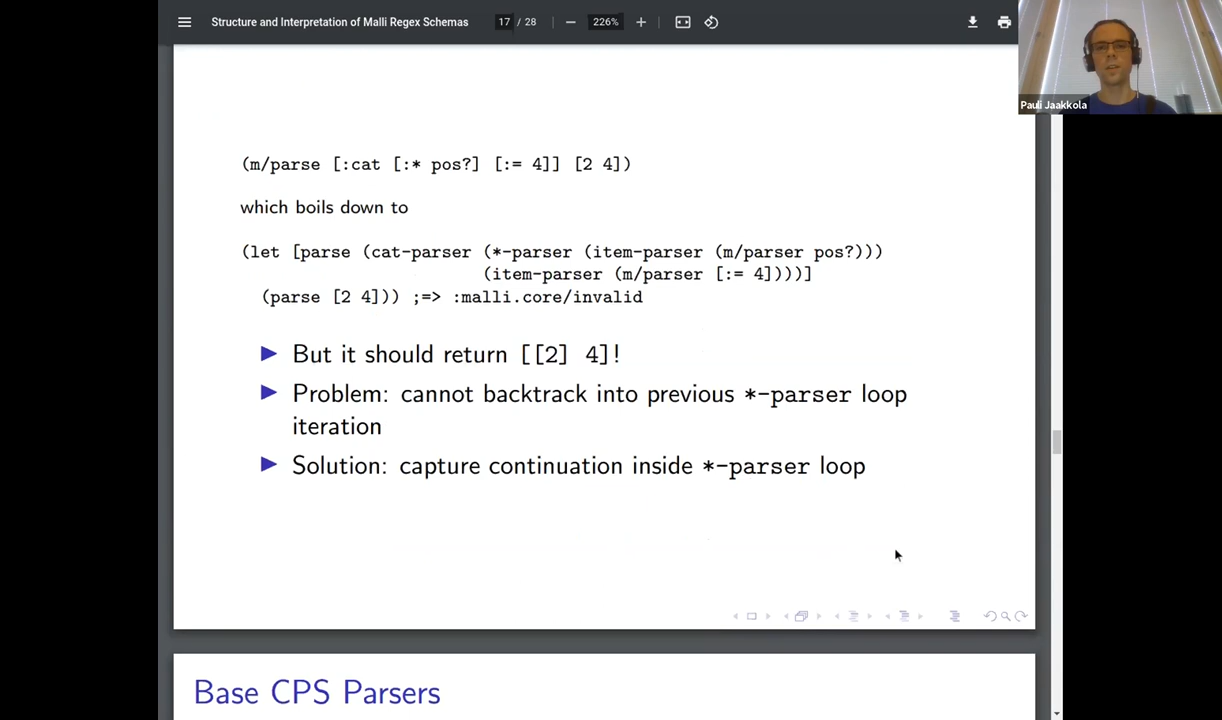 Structure and Interpretation of Malli Regex Schemas
17 / 28
226%
Pauli Jaakkola
(m/parse [:cat [:* pos?] [:= 4]] [2 4])
which boils down to
(let [parse (cat-parser (*-parser (item-parser (m/parser pos?)))
(item-parser (m/parser [:= 4])))]
(parse [2 4])) ;=> :malli.core/invalid
But it should return [[2] 4]!
Problem: cannot backtrack into previous *-parser loop
iteration
Solution: capture continuation inside *-parser loop
Base CPS Parsers